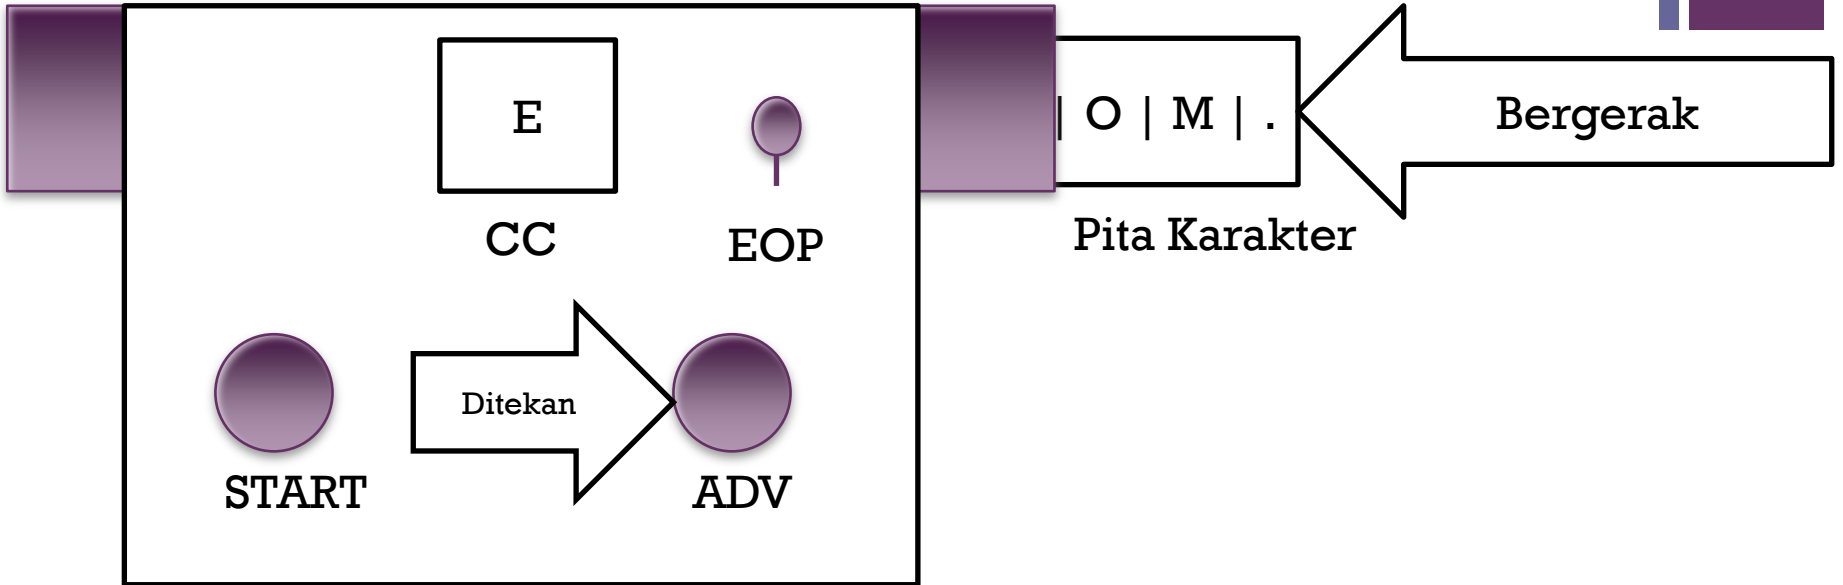 E
CC
EOP
| O | M | .
Pita Karakter
Bergerak
START
Ditekan
ADV